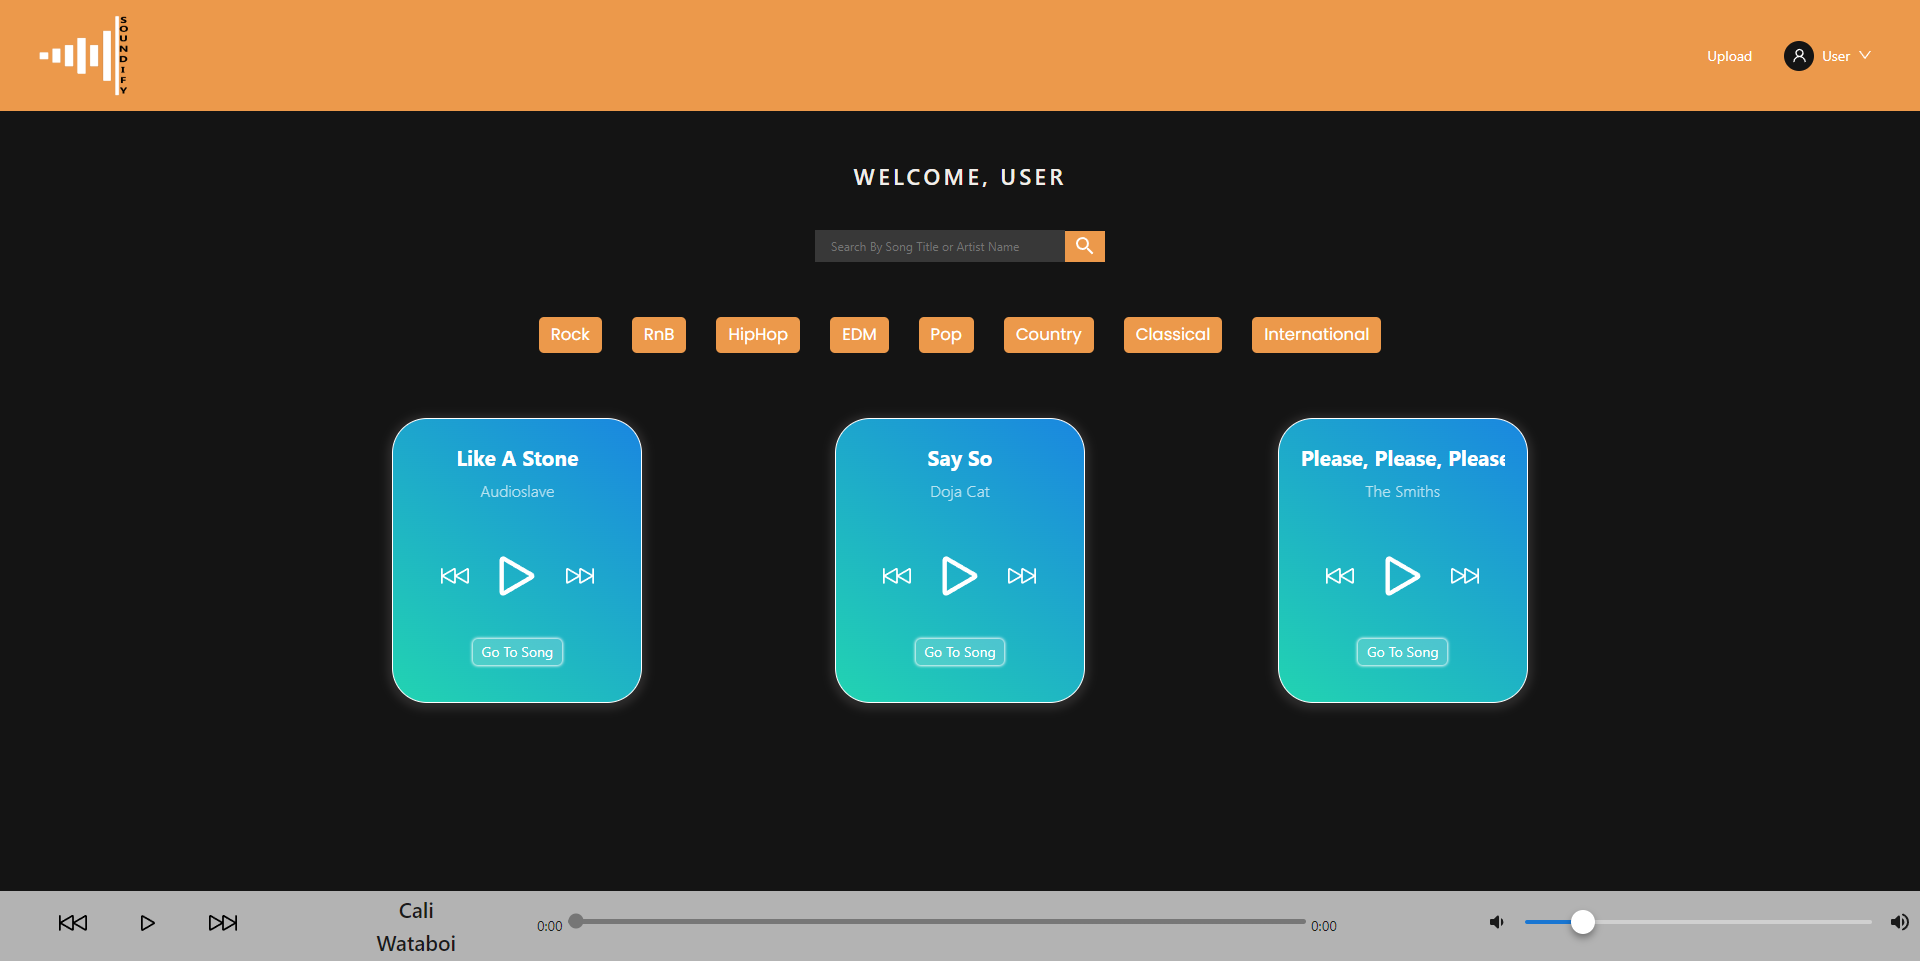 SOUNDIFY
Upload
User
WELCOME, USER
Search By Song Title or Artist Name
Rock
RnB
HipHop
EDM
Pop
Country
Classical
International
Like A Stone
Audioslave
Go To Song
Say So
Doja Cat
Go To Song
Please, Please, Please
The Smiths
Go To Song
Cali
Wataboi
0:00
0:00